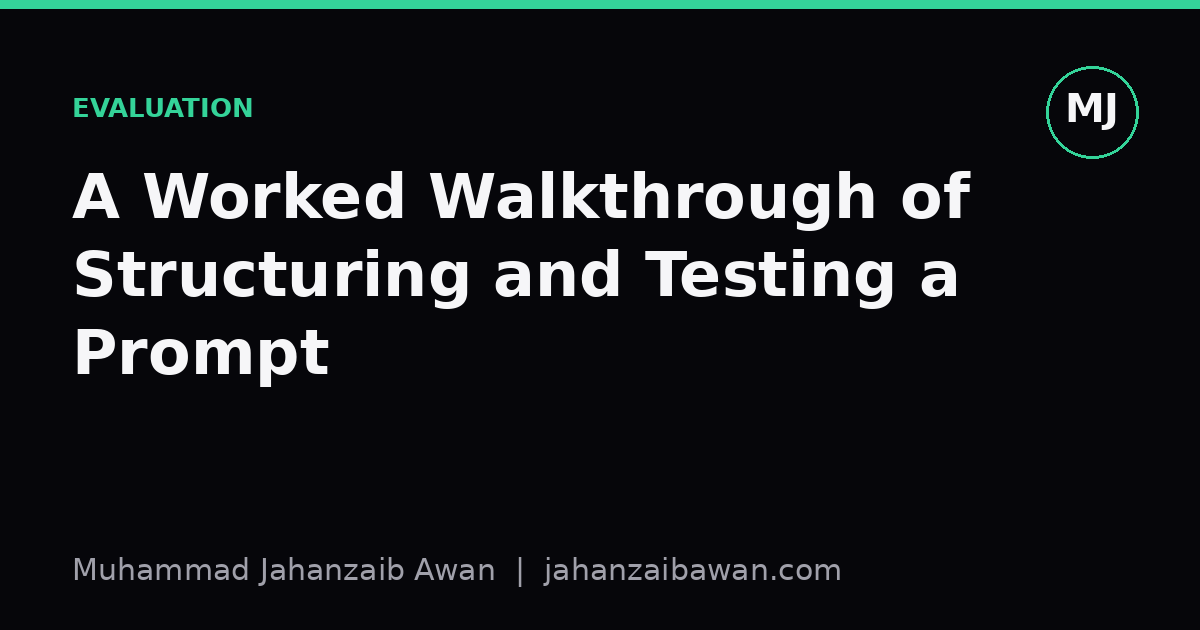 EVALUATION
MJ
A Worked Walkthrough of
Structuring and Testing a
Prompt
Muhammad Jahanzaib Awan | jahanzaibawan.com